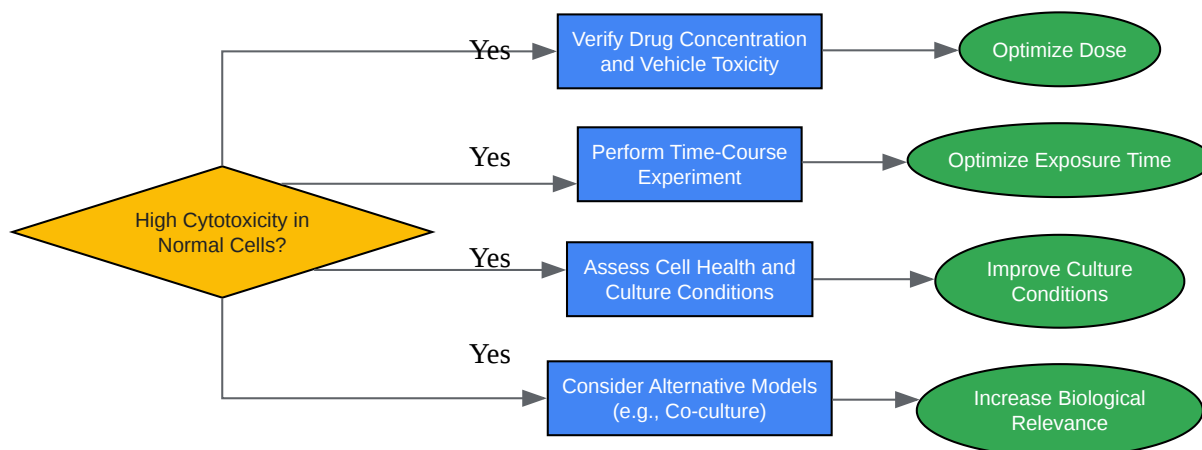 High Cytotoxicity in
Normal Cells?
Yes
Verify Drug Concentration
and Vehicle Toxicity
Optimize Dose
Yes
Perform Time-Course
Experiment
Optimize Exposure Time
Yes
Assess Cell Health and
Culture Conditions
Improve Culture
Conditions
Yes
Consider Alternative Models
(e.g., Co-culture)
Increase Biological
Relevance